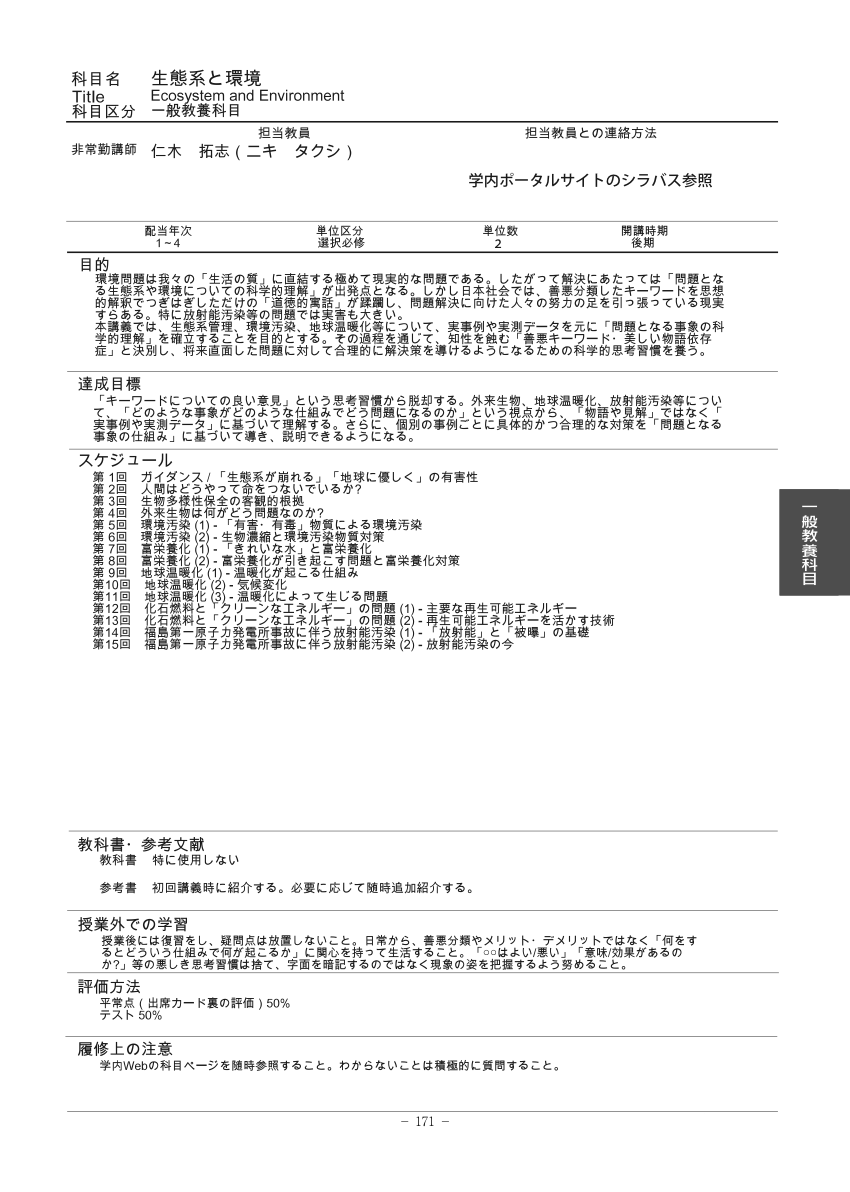 科目名 生態系と環境
Title Ecosystem and Environment
科目区分 一般教養科目
担当教員 担当教員との連絡方法
非常勤講師 仁木　拓志 ( ニキ　タクシ )
学内ポータルサイトのシラバス参照
配当年次 単位区分 単位数 開講時期
1~4 選択必修 2 後期
目的
環境問題は我々の「生活の質」に直結する極めて現実的な問題である。したがって解決にあたっては「問題とな
る生態系や環境についての科学的理解」が出発点となる。しかし日本社会では、善悪分類したキーワードを思想
的解釈でつぎはぎしただけの「道徳的寓話」が蹂躙し、問題解決に向けた人々の努力の足を引っ張っている現実
すらある。特に放射能汚染等の問題では実害も大きい。
本講義では、生態系管理、環境汚染、地球温暖化等について、実事例や実測データを元に「問題となる事象の科
学的理解」を確立することを目的とする。その過程を通じて、知性を蝕む「善悪キーワード・美しい物語依存
症」と決別し、将来直面した問題に対して合理的に解決策を導けるようになるための科学的思考習慣を養う。
達成目標
「キーワードについての良い意見」という思考習慣から脱却する。外来生物、地球温暖化、放射能汚染等につい
て、「どのような事象がどのような仕組みでどう問題になるのか」という視点から、「物語や見解」ではなく「
実事例や実測データ」に基づいて理解する。さらに、個別の事例ごとに具体的かつ合理的な対策を「問題となる
事象の仕組み」に基づいて導き、説明できるようになる。
スケジュール
第 1回 ガイダンス / 「生態系が崩れる」「地球に優しく」の有害性
第 2回 人間はどうやって命をつないでいるか?
第 3回 生物多様性保全の客観的根拠
第 4回 外来生物は何がどう問題なのか?
第 5回 環境汚染 (1) - 「有害・有毒」物質による環境汚染
第 6回 環境汚染 (2) - 生物濃縮と環境汚染物質対策
第 7回 富栄養化 (1) - 「きれいな水」と富栄養化
第 8回 富栄養化 (2) - 富栄養化が引き起こす問題と富栄養化対策
第 9回 地球温暖化 (1) - 温暖化が起こる仕組み
第10回 地球温暖化 (2) - 気候変化
第11回 地球温暖化 (3) - 温暖化によって生じる問題
第12回 化石燃料と「クリーンなエネルギー」の問題 (1) - 主要な再生可能エネルギー
第13回 化石燃料と「クリーンなエネルギー」の問題 (2) - 再生可能エネルギーを活かす技術
第14回 福島第一原子力発電所事故に伴う放射能汚染 (1) - 「放射能」と「被曝」の基礎
第15回 福島第一原子力発電所事故に伴う放射能汚染 (2) - 放射能汚染の今
一般教養科目
教科書・参考文献
教科書 特に使用しない
参考書 初回講義時に紹介する。必要に応じて随時追加紹介する。
授業外での学習
授業後には復習をし、疑問点は放置しないこと。日常から、善悪分類やメリット・デメリットではなく「何をす
るとどういう仕組みで何が起こるか」に関心を持って生活すること。「○○はよい/悪い」「意味/効果があるの
か?」等の悪しき思考習慣は捨て、字面を暗記するのではなく現象の姿を把握するよう努めること。
評価方法
平常点 ( 出席カード裏の評価 ) 50%
テスト 50%
履修上の注意
学内Webの科目ページを随時参照すること。わからないことは積極的に質問すること。
− 171 −